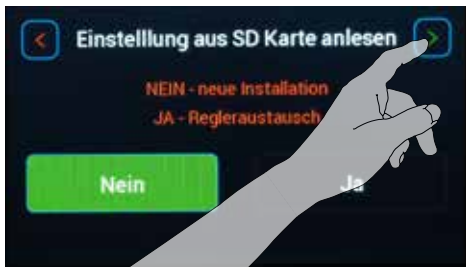 Einstelllung aus SD Karte anlesen
NEIN - neue Installation
JA - Regleraustausch
Nein
Ja